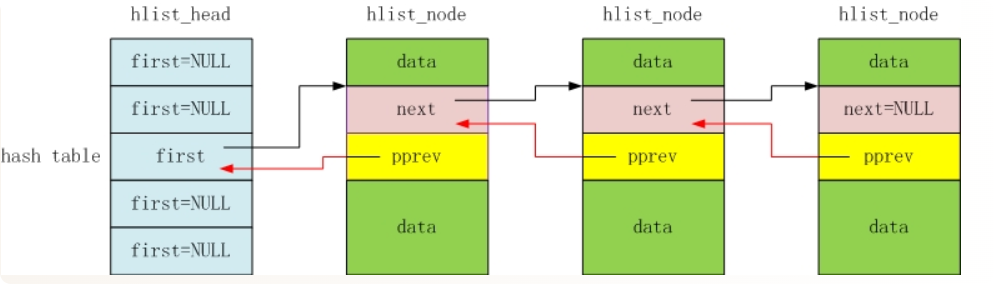 hlist_head hlist_node hlist_node hlist_node
first=NULL data data data
first=NULL next next next=NULL
hash table first pprev pprev pprev
first=NULL
data data data
first=NULL